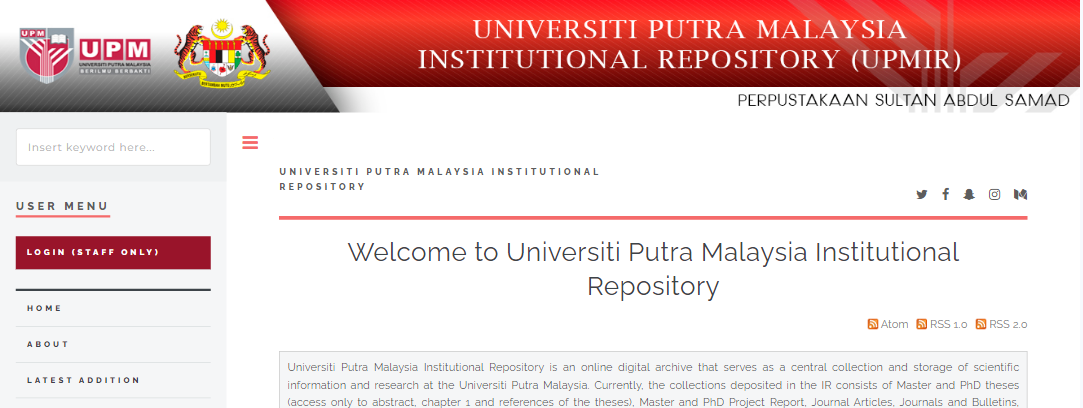 UNIVERSITI PUTRA MALAYSIA
INSTITUTIONAL REPOSITORY (UPMIR)
UPM
UPM
UNIVERSITI PUTRA MALAYSIA
BERILMU BERBAKTI
PERPUSTAKAAN SULTAN ABDUL SAMAD
Insert keyword here...
USER MENU
LOGIN (STAFF ONLY)
HOME
ABOUT
LATEST ADDITION
UNIVERSITI PUTRA MALAYSIA INSTITUTIONAL
REPOSITORY
Welcome to Universiti Putra Malaysia Institutional
Repository
Atom RSS 1.0 RSS 2.0
Universiti Putra Malaysia Institutional Repository is an online digital archive that serves as a central collection and storage of scientific
information and research at the Universiti Putra Malaysia. Currently, the collections deposited in the IR consists of Master and PhD theses
(access only to abstract, chapter 1 and references of the theses), Master and PhD Project Report, Journal Articles, Journals and Bulletins,